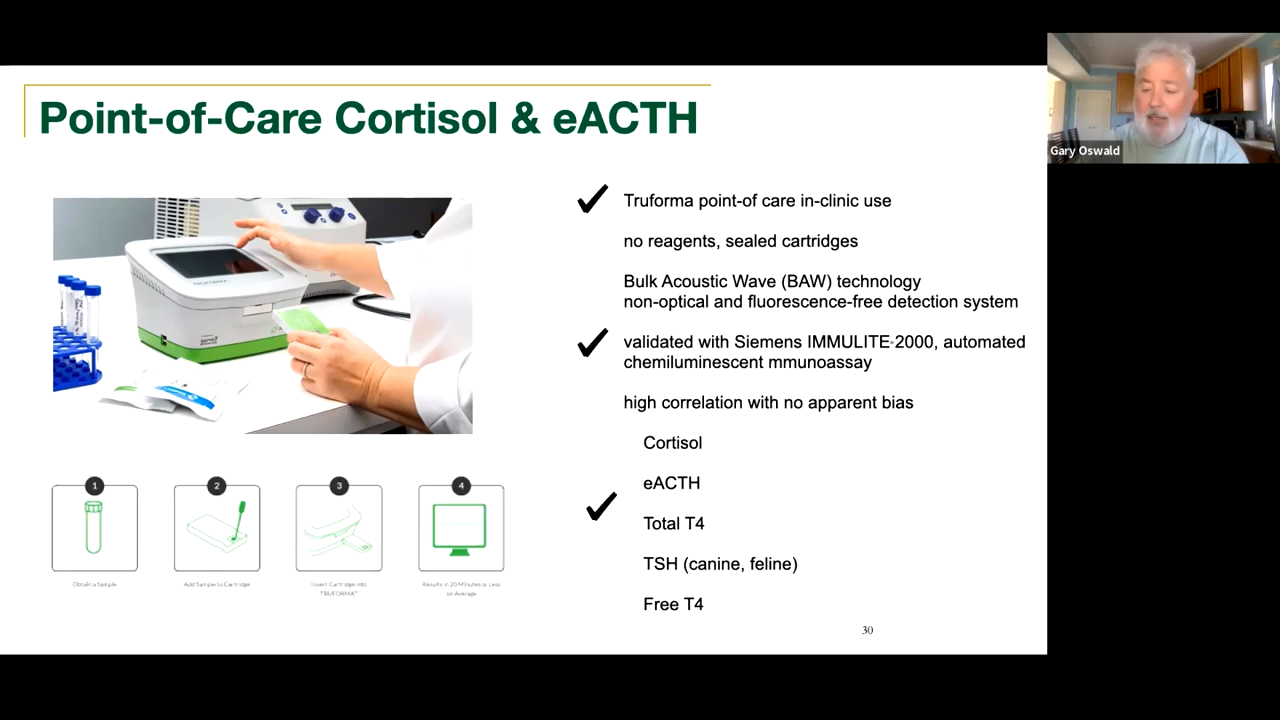 Point-of-Care Cortisol & eACTH
Gary Oswald
Truforma point-of care in-clinic use
no reagents, sealed cartridges
Bulk Acoustic Wave (BAW) technology
non-optical and fluorescence-free detection system
validated with Siemens IMMULITE 2000, automated
chemiluminescent mmunoassay
high correlation with no apparent bias
Cortisol
eACTH
Total T4
TSH (canine, feline)
Free T4
1
2
3
4
Obtain a Sample
Add Sample to Cartridge
Insert Cartridge into
TRUFORMA
Results in 20 Minutes or Less
on Average
30